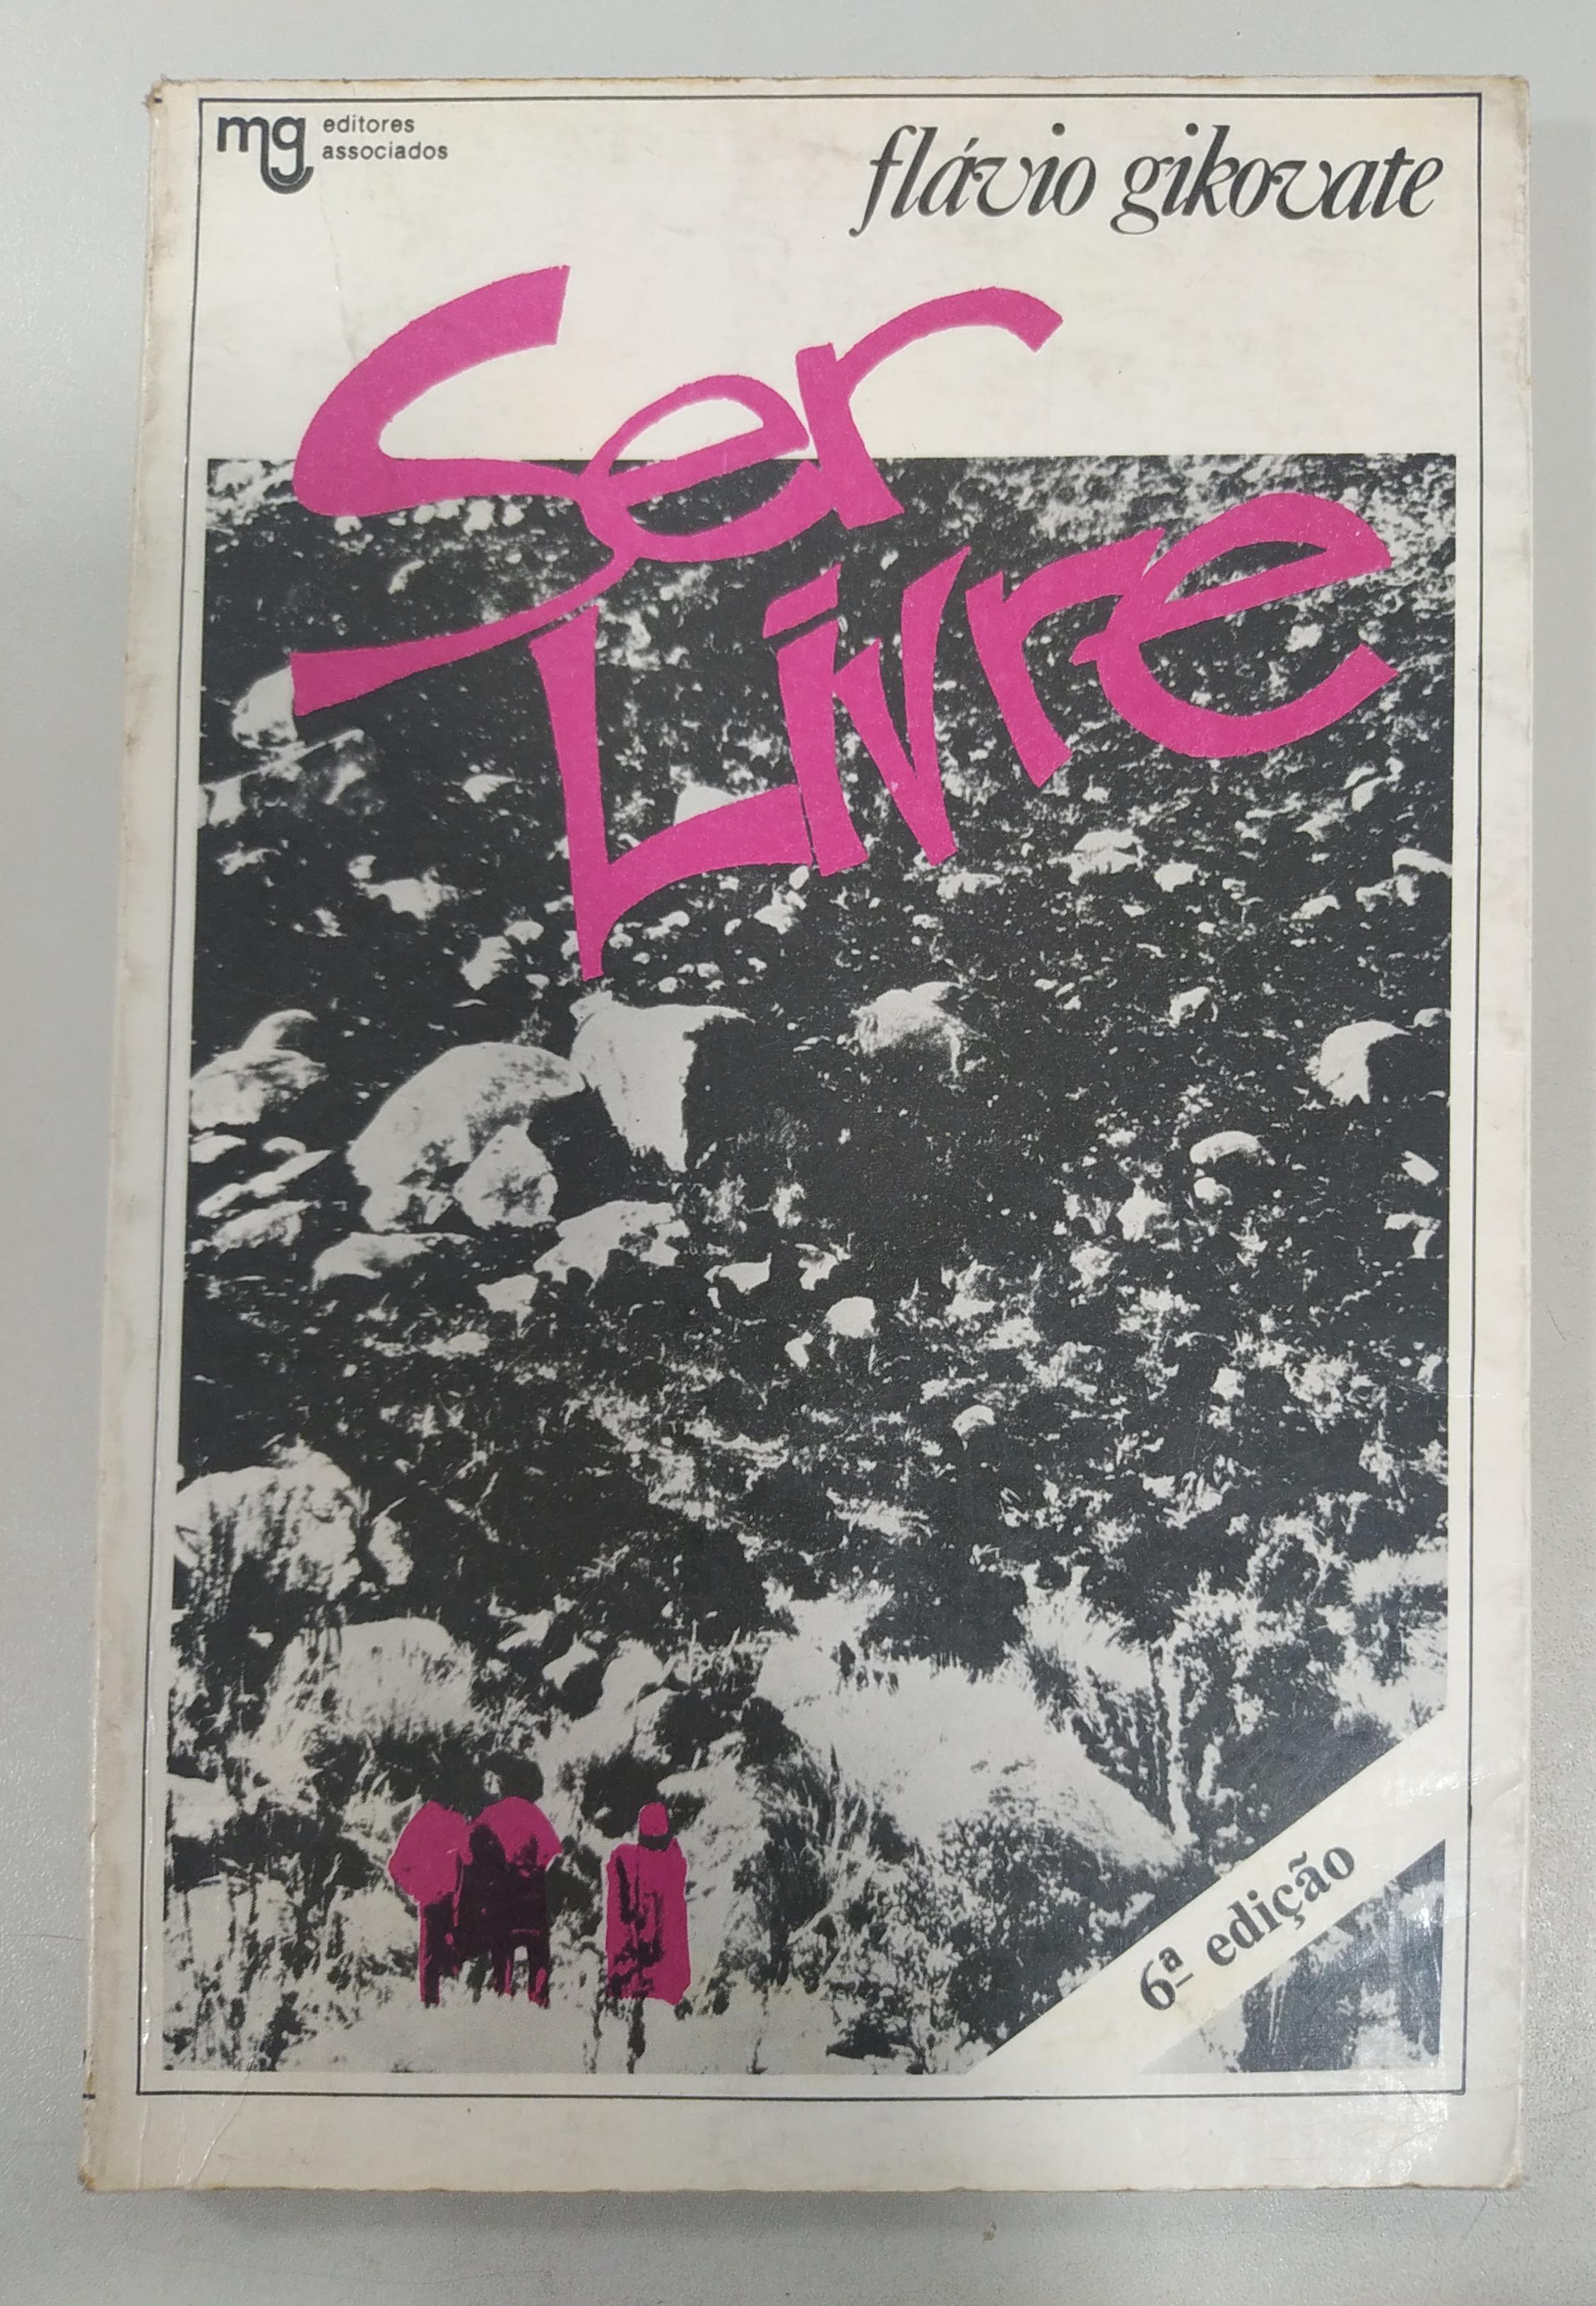 mg editores
associados
flávio gikovate
Ser
Livre
6ª edição